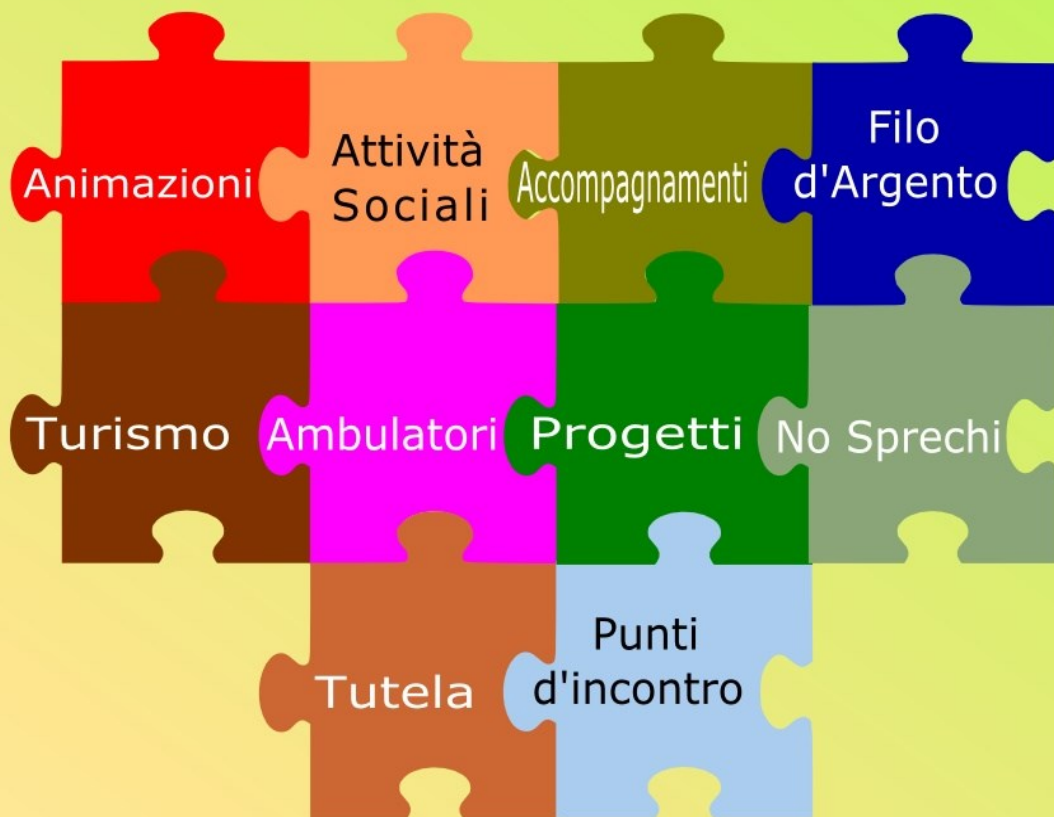 Animazioni
Attività
Sociali
Accompagnamenti
Filo
d'Argento
Turismo
Ambulatori
Progetti
No Sprechi
Tutela
Punti
d'incontro